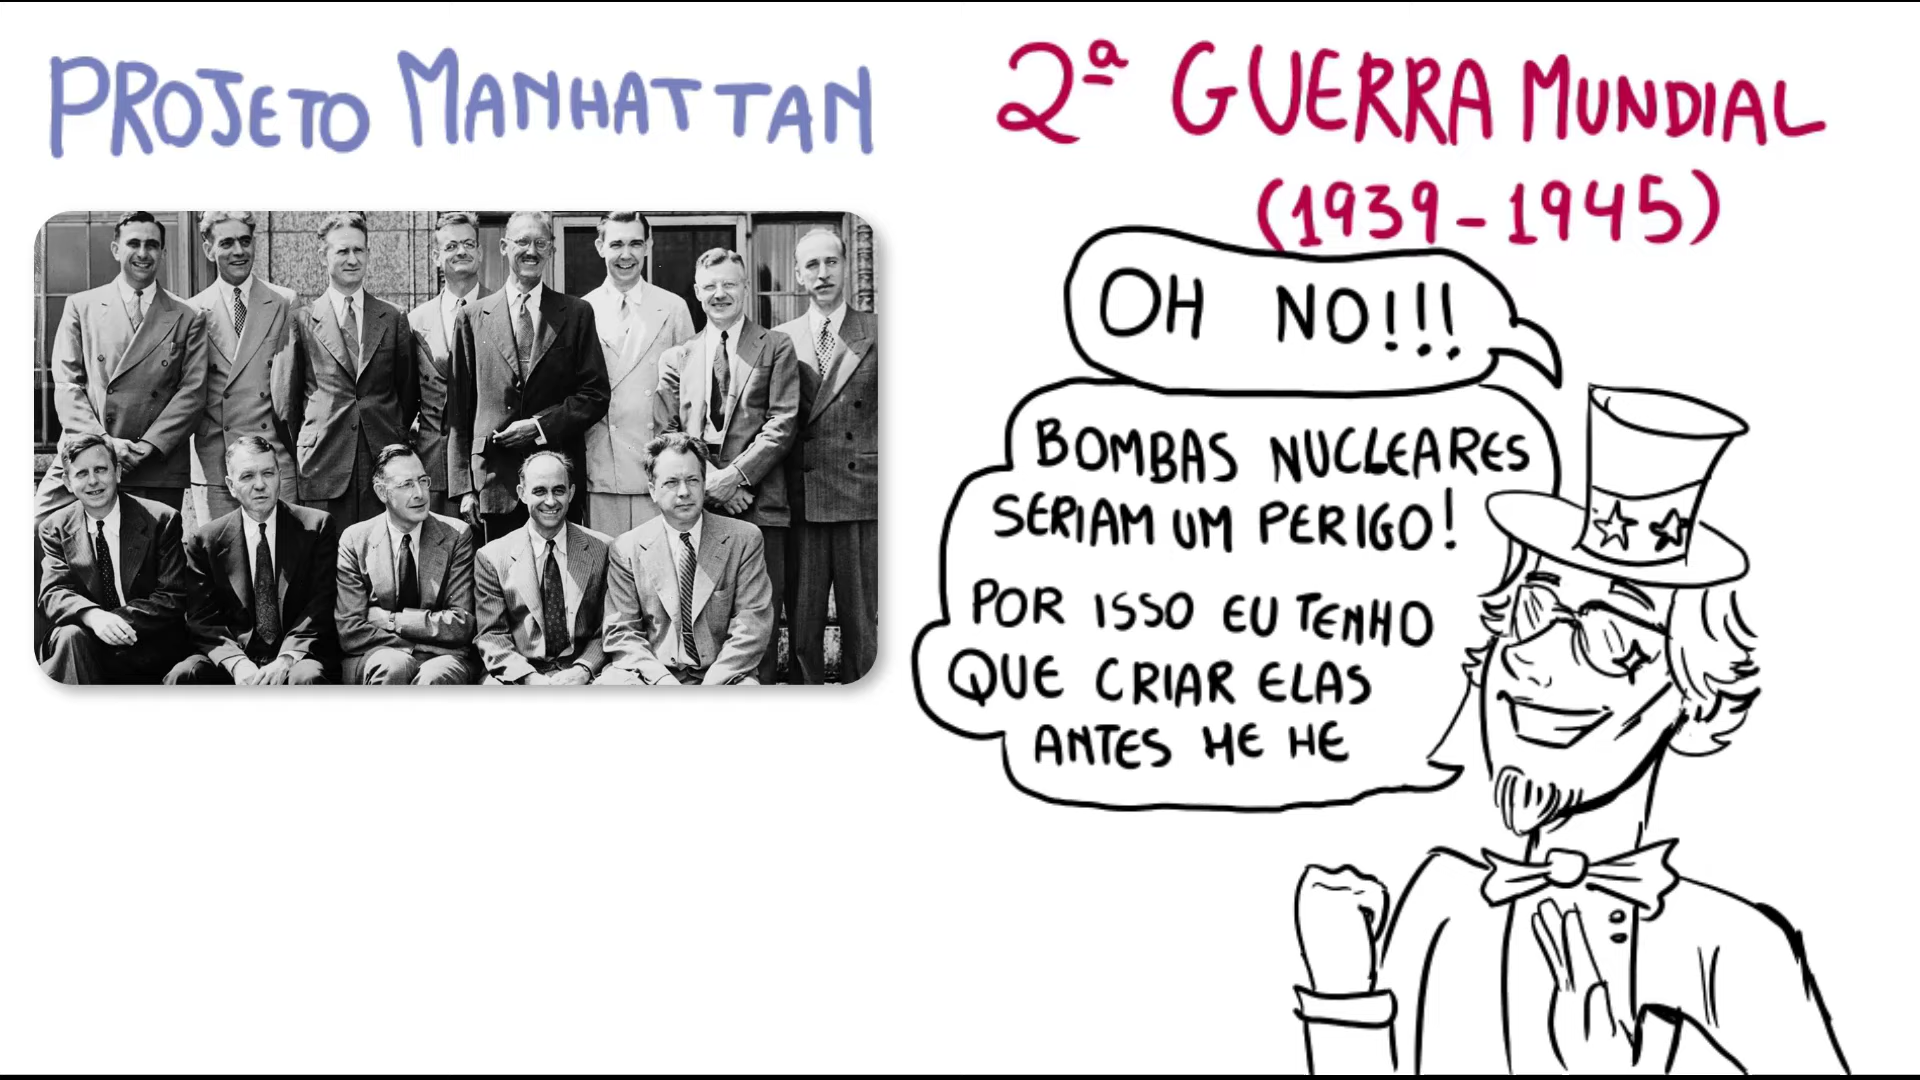 PROJETO MANHATTAN
2ª GUERRA MUNDIAL
(1939-1945)
OH NO!!!
BOMBAS NUCLEARES
SERIAM UM PERIGO!
POR ISSO EU TENHO
QUE CRIAR ELAS
ANTES HE HE